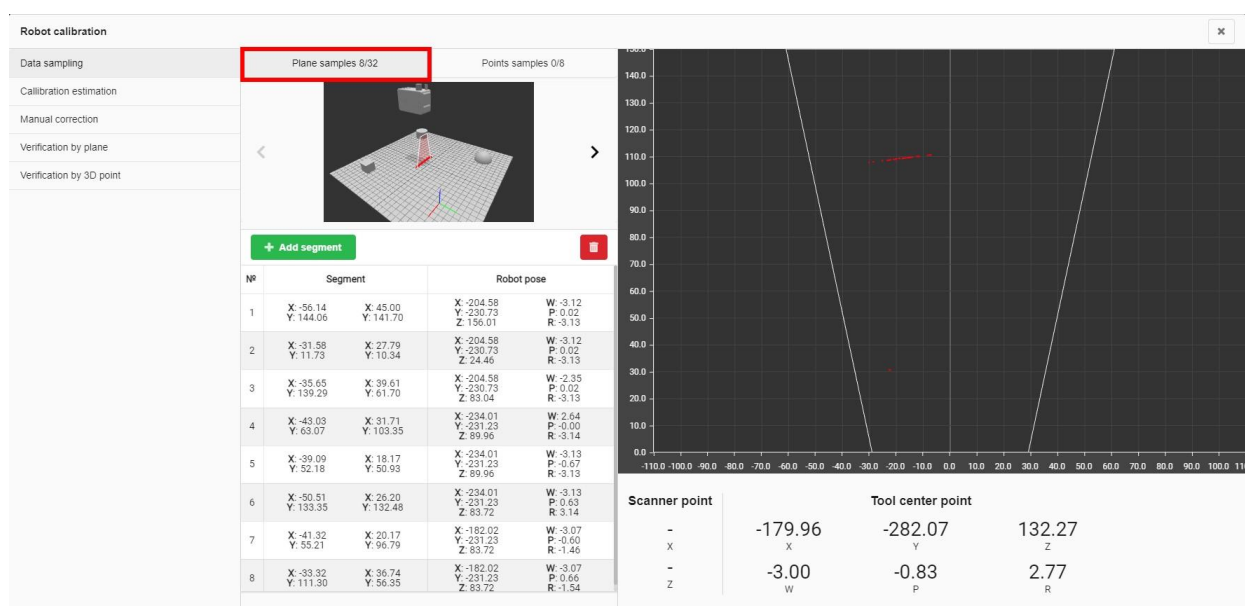 Robot calibration
×
Data sampling
Callibration estimation
Manual correction
Verification by plane
Verification by 3D point
Plane samples 8/32
Points samples 0/8
+ Add segment
Nº Segment Robot pose
1 X: -56.14 X: 45.00 X: -204.58 W: -3.12
Y: 144.06 Y: 141.70 Y: -230.73 P: 0.02
Z: 156.01 R: -3.13
2 X: -31.58 X: 27.79 X: -204.58 W: -3.12
Y: 11.73 Y: 10.34 Y: -230.73 P: 0.02
Z: 24.46 R: -3.13
3 X: -35.65 X: 39.61 X: -204.58 W: -2.35
Y: 139.29 Y: 61.70 Y: -230.73 P: 0.02
Z: 83.04 R: -3.13
4 X: -43.03 X: 31.71 X: -234.01 W: 2.64
Y: 63.07 Y: 103.35 Y: -231.23 P: -0.00
Z: 89.96 R: -3.14
5 X: -39.09 X: 18.17 X: -234.01 W: -3.13
Y: 52.18 Y: 50.93 Y: -231.23 P: -0.67
Z: 89.96 R: -3.13
6 X: -50.51 X: 26.20 X: -234.01 W: -3.13
Y: 133.35 Y: 132.48 Y: -231.23 P: 0.63
Z: 83.72 R: 3.14
7 X: -41.32 X: 20.17 X: -182.02 W: -3.07
Y: 55.21 Y: 96.79 Y: -231.23 P: -0.60
Z: 83.72 R: -1.46
8 X: -33.32 X: 36.74 X: -182.02 W: -3.07
Y: 111.30 Y: 56.35 Y: -231.23 P: 0.66
Z: 83.72 R: -1.54
150.0
140.0
130.0
120.0
110.0
100.0
90.0
80.0
70.0
60.0
50.0
40.0
30.0
20.0
10.0
0.0
-110.0 -100.0 -90.0 -80.0 -70.0 -60.0 -50.0 -40.0 -30.0 -20.0 -10.0 0.0 10.0 20.0 30.0 40.0 50.0 60.0 70.0 80.0 90.0 100.0 11
Scanner point Tool center point
- -179.96 -282.07 132.27
X X Y Z
- -3.00 -0.83 2.77
Z W P R